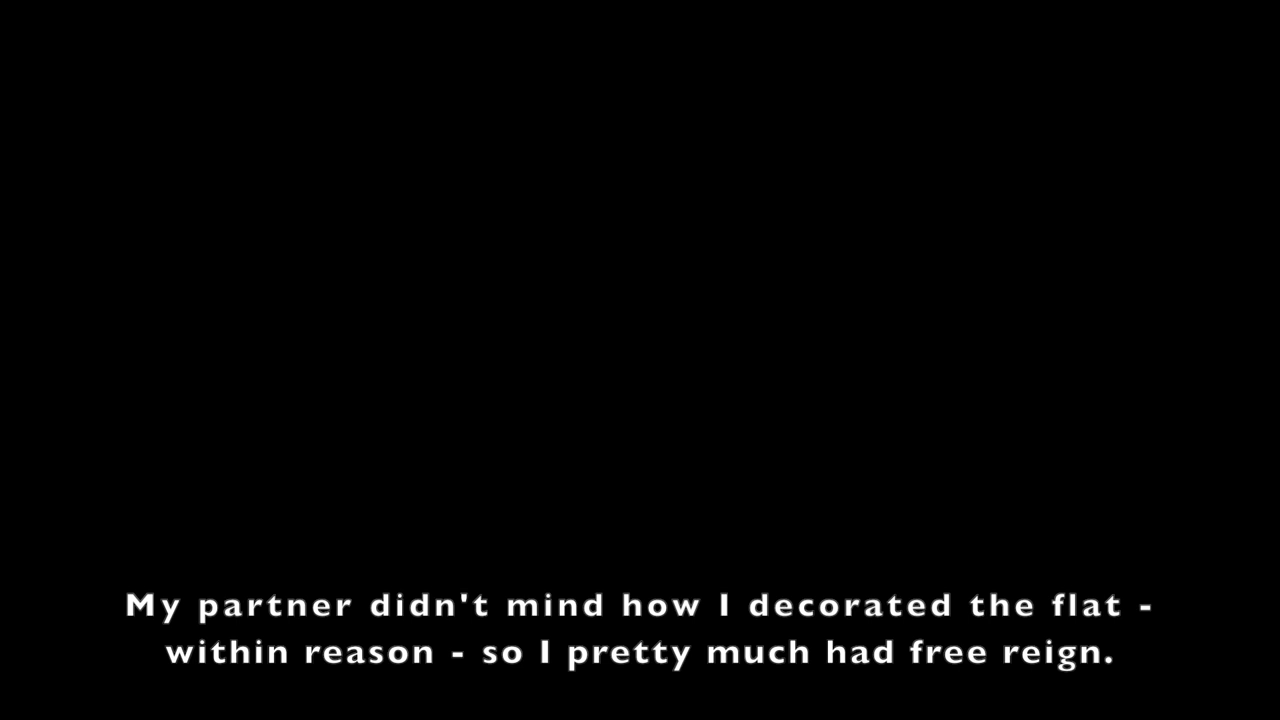 My partner didn't mind how I decorated the flat -
within reason - so I pretty much had free reign.